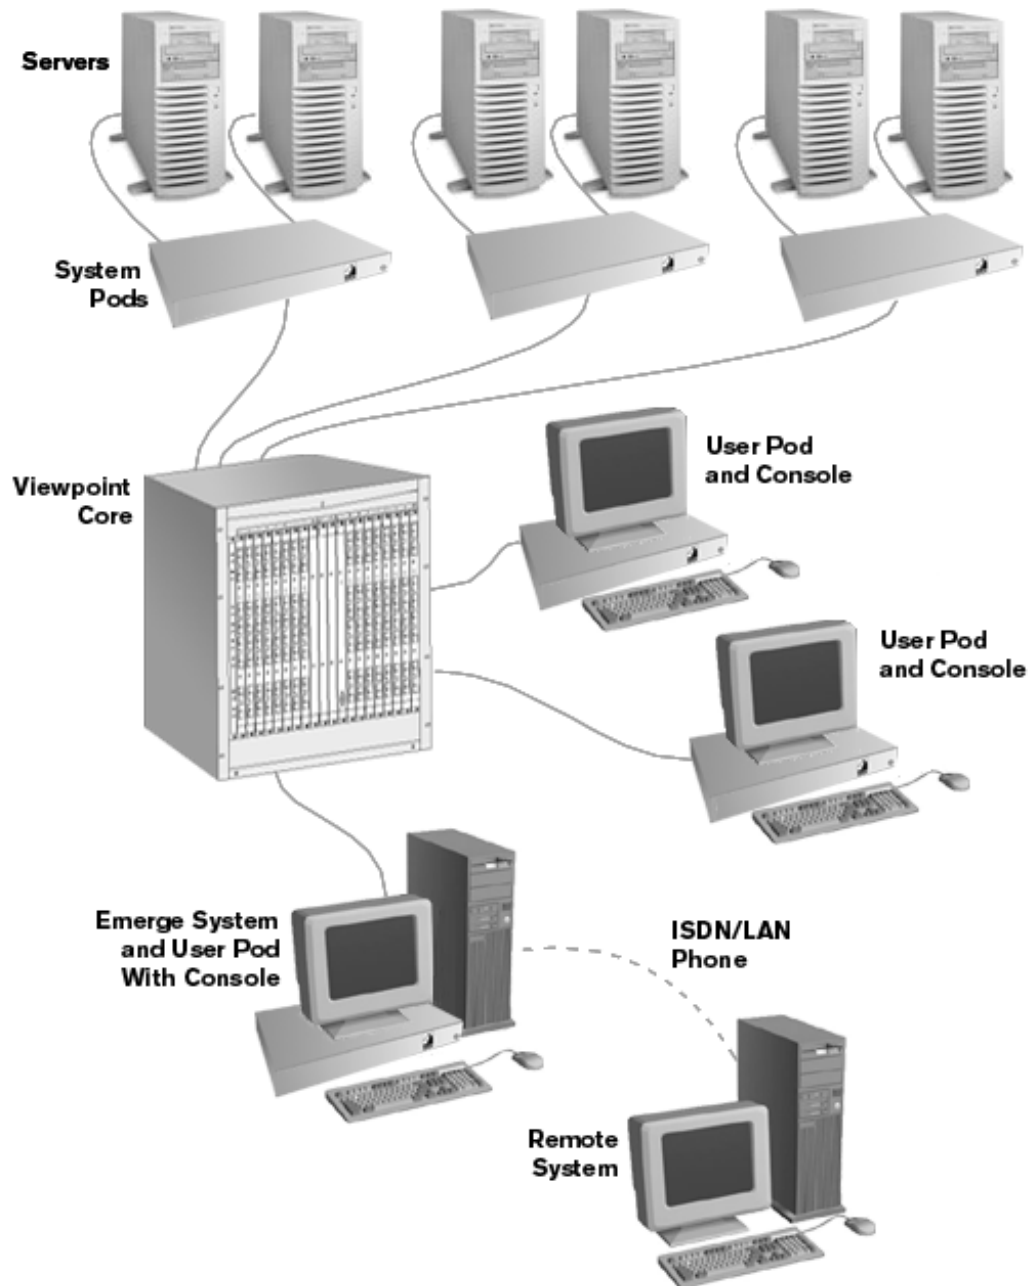 Servers
System
Pods
Viewpoint
Core
User Pod
and Console
User Pod
and Console
Emerge System
and User Pod
With Console
ISDN/LAN
Phone
Remote
System